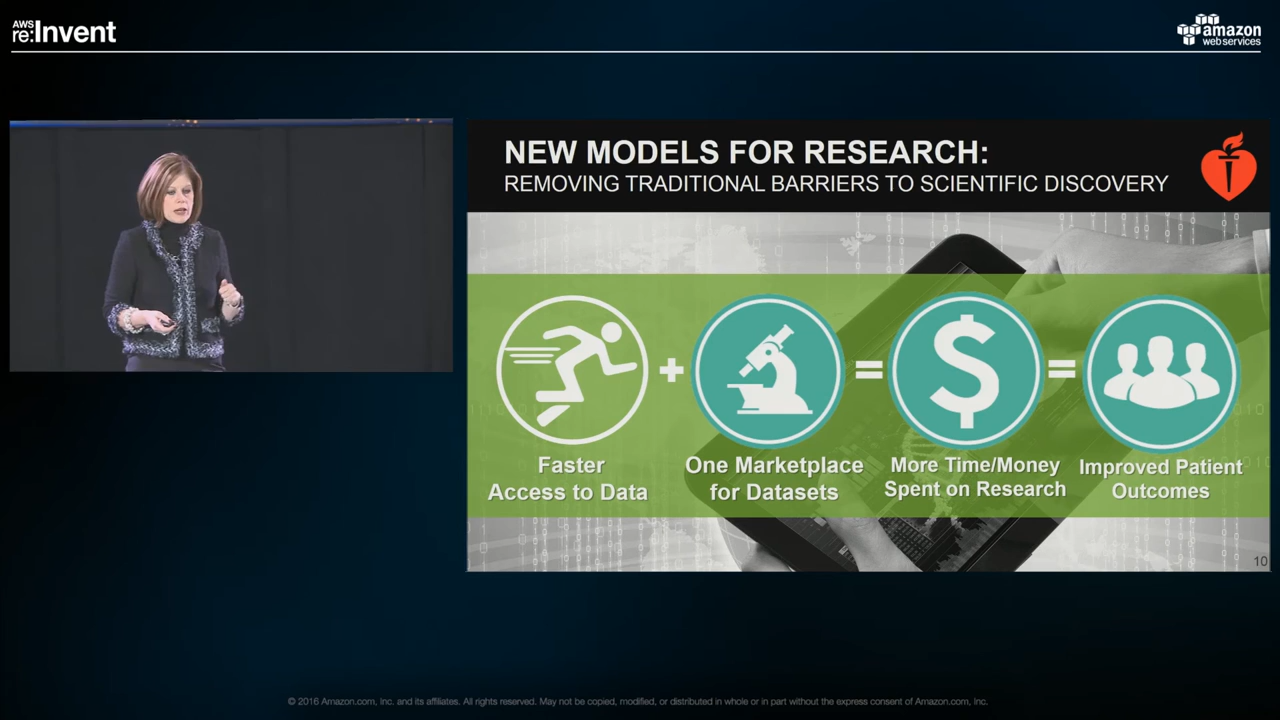 AWS
re:Invent
amazon
webservices
NEW MODELS FOR RESEARCH:
REMOVING TRADITIONAL BARRIERS TO SCIENTIFIC DISCOVERY
+
=
$
=
Faster
Access to Data
One Marketplace
for Datasets
More Time/Money
Spent on Research
Improved Patient
Outcomes
10
© 2016 Amazon.com, Inc. and its affiliates. All rights reserved. May not be copied, modified, or distributed in whole or in part without the express consent of Amazon.com, Inc.